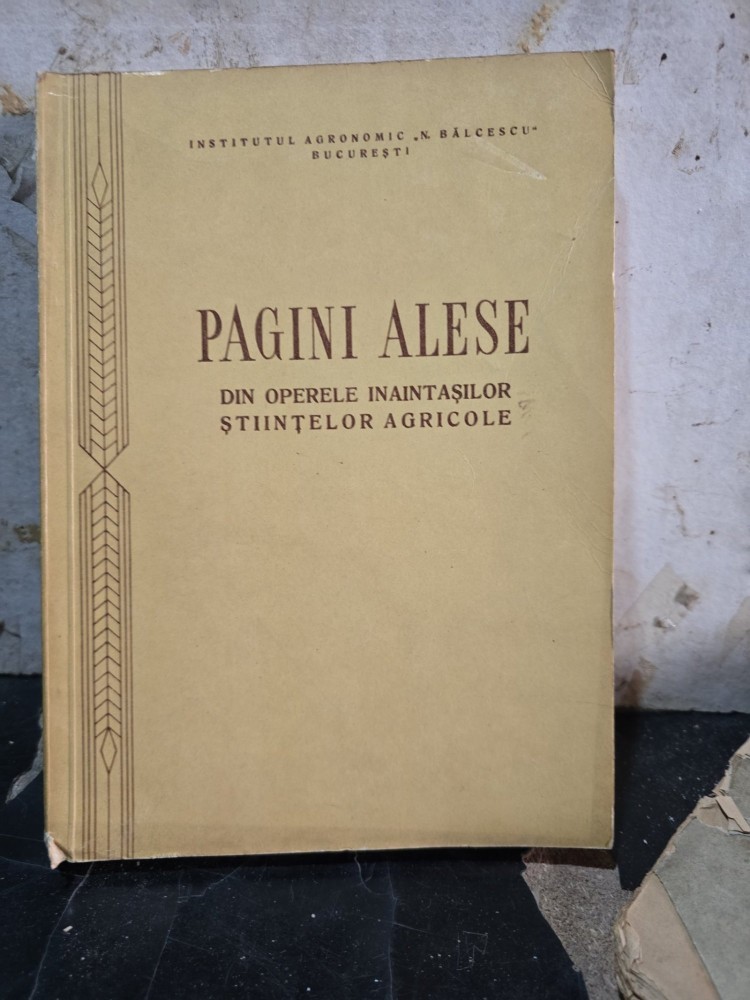 INSTITUTUL AGRONOMIC „N. BĂLCESCU“
BUCUREȘTI
PAGINI ALESE
DIN OPERELE INAINTAȘILOR
ȘTIINȚELOR AGRICOLE